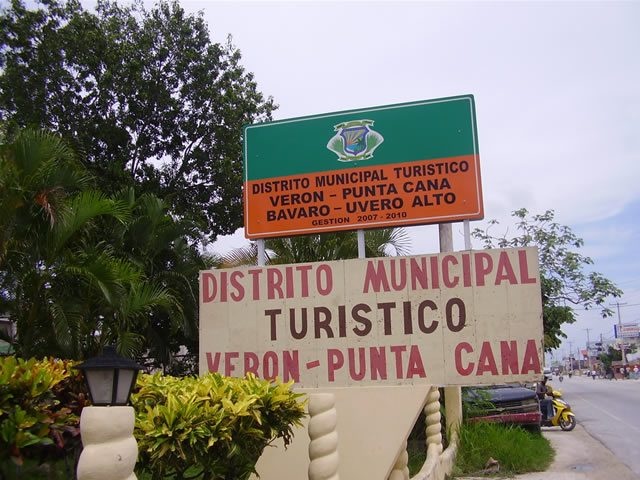 DISTRITO MUNICIPAL TURISTICO
VERON - PUNTA CANA
BAVARO - UVERO ALTO
GESTION 2007 - 2010
DISTRITO MUNICIPAL
TURISTICO
VERON-PUNTA CANA